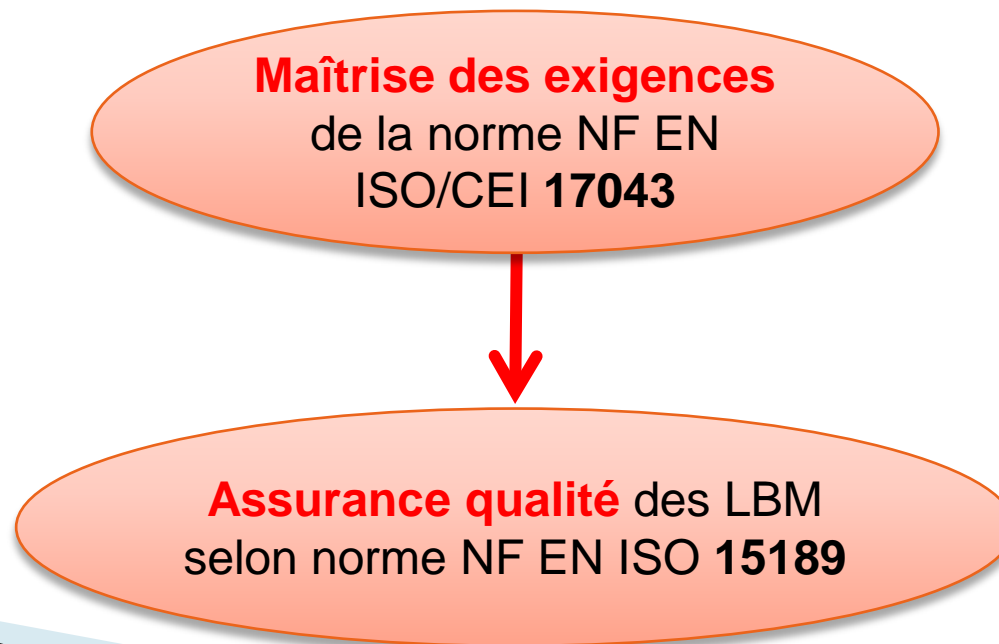 Maîtrise des exigences
de la norme NF EN
ISO/CEI 17043
Assurance qualité des LBM
selon norme NF EN ISO 15189